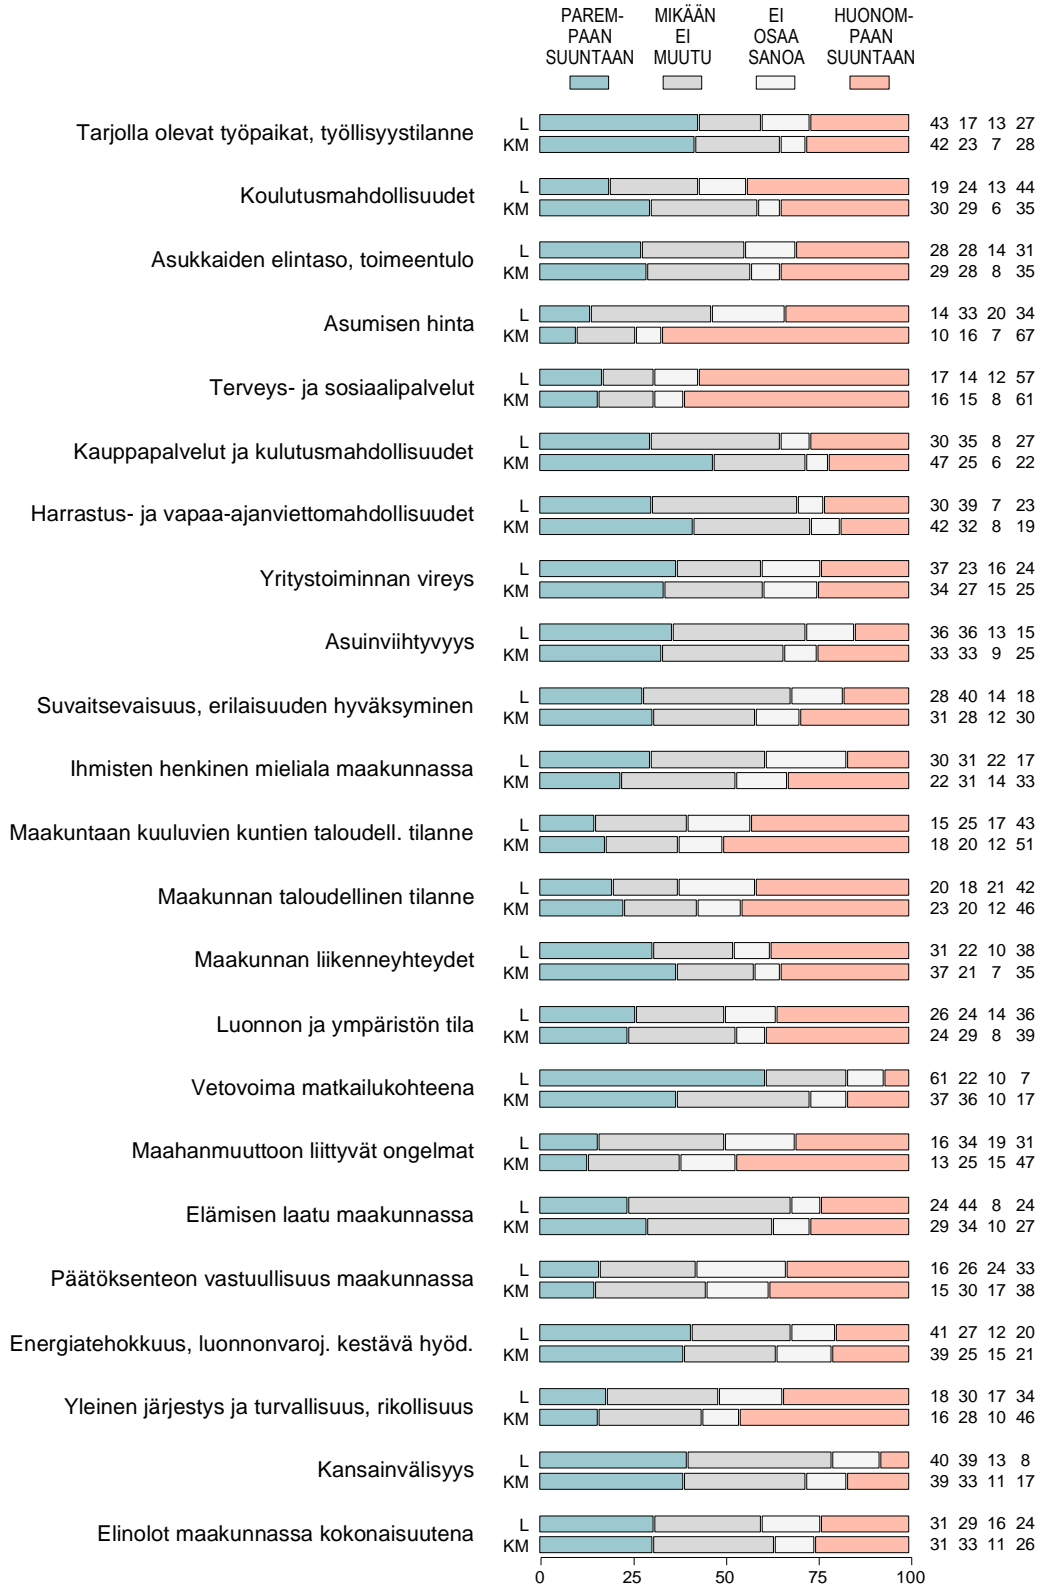 PAREM- MIKÄÄN EI HUONOM-
PAAN EI OSAA PAAN
SUUNTAAN MUUTU SANOA SUUNTAAN
Tarjolla olevat työpaikat, työllisyystilanne
L 43 17 13 27
KM 42 23 7 28
Koulutusmahdollisuudet
L 19 24 13 44
KM 30 29 6 35
Asukkaiden elintaso, toimeentulo
L 28 28 14 31
KM 29 28 8 35
Asumisen hinta
L 14 33 20 34
KM 10 16 7 67
Terveys- ja sosiaalipalvelut
L 17 14 12 57
KM 16 15 8 61
Kauppapalvelut ja kulutusmahdollisuudet
L 30 35 8 27
KM 47 25 6 22
Harrastus- ja vapaa-ajanviettomahdollisuudet
L 30 39 7 23
KM 42 32 8 19
Yritystoiminnan vireys
L 37 23 16 24
KM 34 27 15 25
Asuinviihtyvyys
L 36 36 13 15
KM 33 33 9 25
Suvaitsevaisuus, erilaisuuden hyväksyminen
L 28 40 14 18
KM 31 28 12 30
Ihmisten henkinen mieliala maakunnassa
L 30 31 22 17
KM 22 31 14 33
Maakuntaan kuuluvien kuntien taloudell. tilanne
L 15 25 17 43
KM 18 20 12 51
Maakunnan taloudellinen tilanne
L 20 18 21 42
KM 23 20 12 46
Maakunnan liikenneyhteydet
L 31 22 10 38
KM 37 21 7 35
Luonnon ja ympäristön tila
L 26 24 14 36
KM 24 29 8 39
Vetovoima matkailukohteena
L 61 22 10 7
KM 37 36 10 17
Maahanmuuttoon liittyvät ongelmat
L 16 34 19 31
KM 13 25 15 47
Elämisen laatu maakunnassa
L 24 44 8 24
KM 29 34 10 27
Päätöksenteon vastuullisuus maakunnassa
L 16 26 24 33
KM 15 30 17 38
Energiatehokkuus, luonnonvaroj. kestävä hyöd.
L 41 27 12 20
KM 39 25 15 21
Yleinen järjestys ja turvallisuus, rikollisuus
L 18 30 17 34
KM 16 28 10 46
Kansainvälisyys
L 40 39 13 8
KM 39 33 11 17
Elinolot maakunnassa kokonaisuutena
L 31 29 16 24
KM 31 33 11 26
0 25 50 75 100